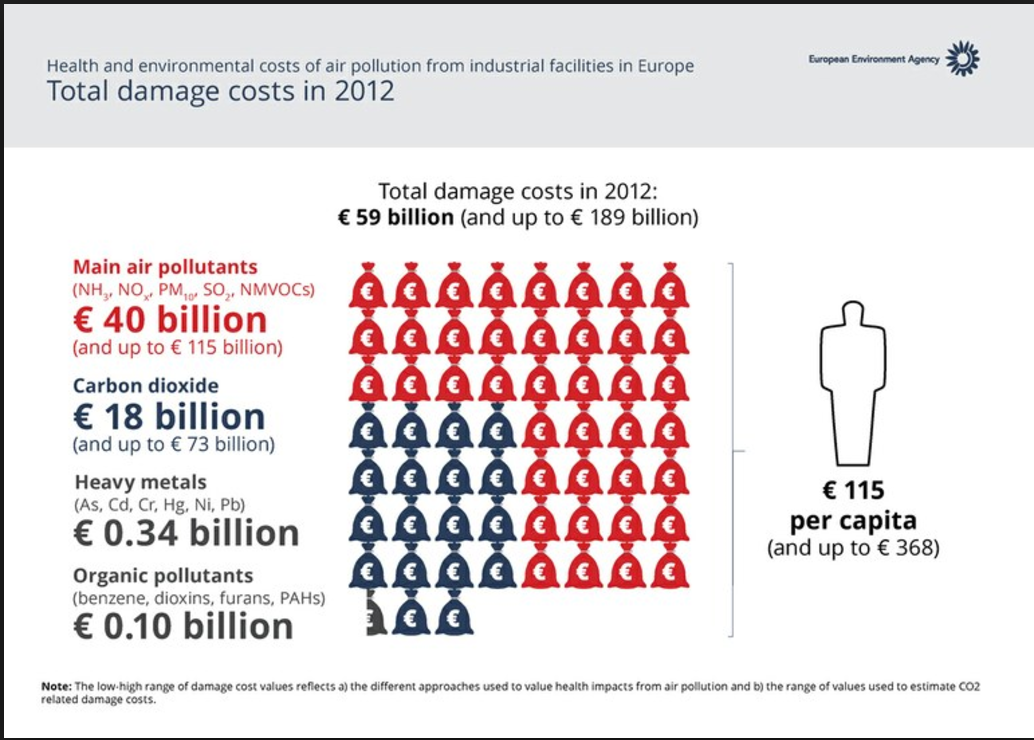 Health and environmental costs of air pollution from industrial facilities in Europe
Total damage costs in 2012
European Environment Agency
Total damage costs in 2012:
€ 59 billion (and up to € 189 billion)
Main air pollutants
(NH₃, NOₓ, PM₁₀, SO₂, NMVOCs)
€ 40 billion
(and up to € 115 billion)
Carbon dioxide
€ 18 billion
(and up to € 73 billion)
Heavy metals
(As, Cd, Cr, Hg, Ni, Pb)
€ 0.34 billion
Organic pollutants
(benzene, dioxins, furans, PAHs)
€ 0.10 billion
€ € € € € € € €
€ € € € € € € €
€ € € € € € € €
€ € € € € € € €
€ € € € € € € €
€ € € € € € € €
€ € € € € € € €
€ € €
€ 115
per capita
(and up to € 368)
Note: The low-high range of damage cost values reflects a) the different approaches used to value health impacts from air pollution and b) the range of values used to estimate CO2
related damage costs.